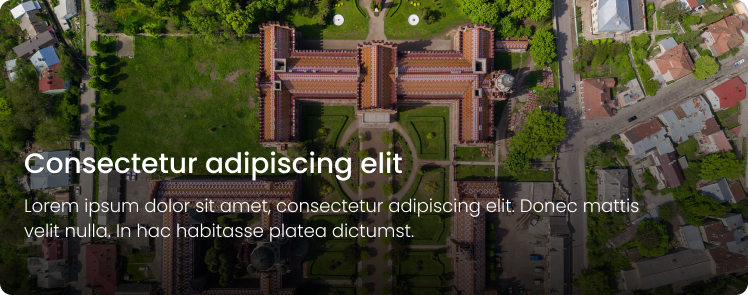 Consectetur adipiscing elit
Lorem ipsum dolor sit amet, consectetur adipiscing elit. Donec mattis
velit nulla. In hac habitasse platea dictumst.